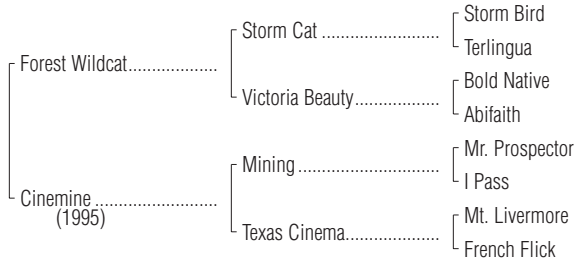 Storm Bird
Storm Cat ........................
Terlingua
Forest Wildcat..................
Bold Native
Victoria Beauty.................
Abifaith
Mr. Prospector
Mining ............................
I Pass
Cinemine ........................
(1995)
Mt. Livermore
Texas Cinema...................
French Flick